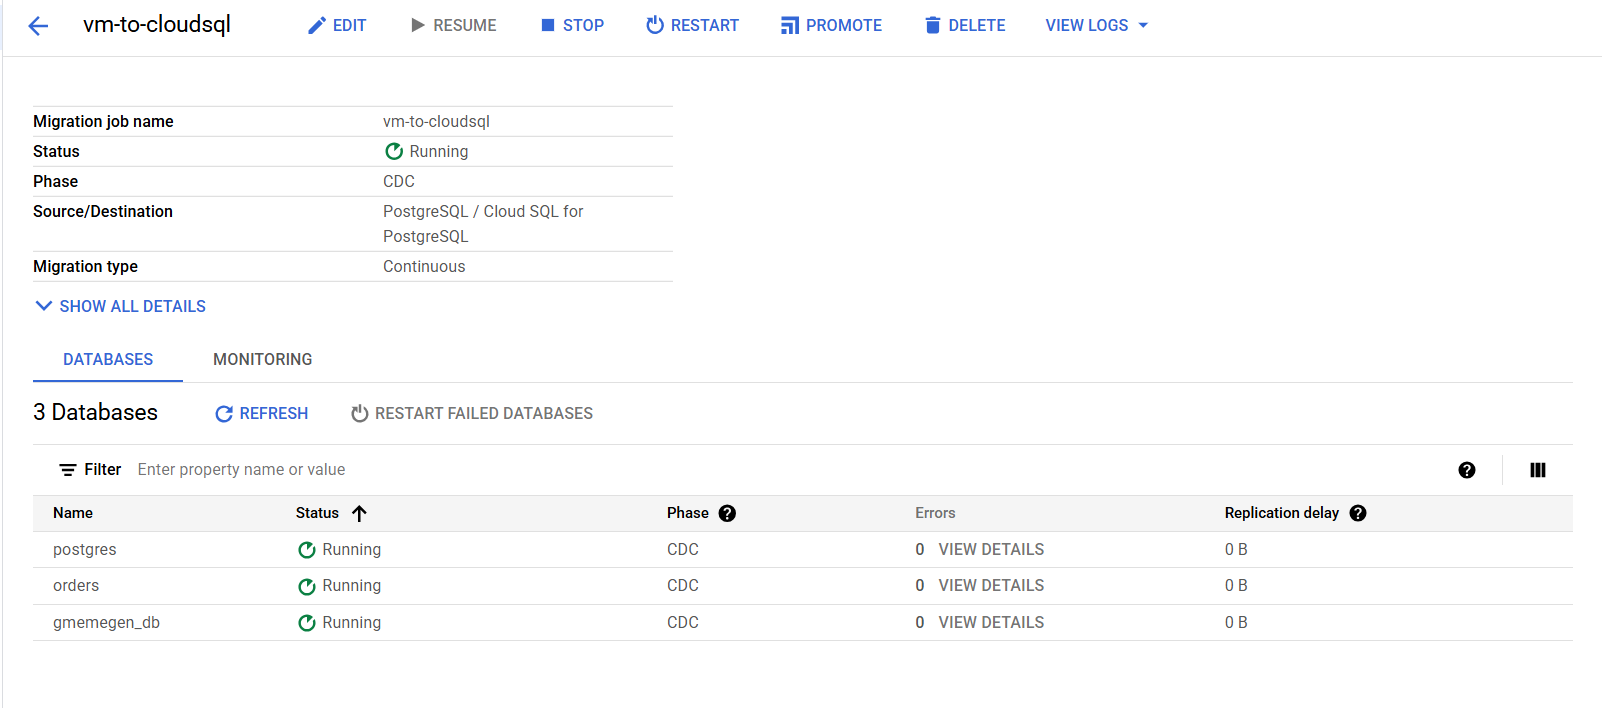 vm-to-cloudsql EDIT RESUME STOP RESTART PROMOTE DELETE VIEW LOGS
Migration job name vm-to-cloudsql
Status Running
Phase CDC
Source/Destination PostgreSQL / Cloud SQL for
PostgreSQL
Migration type Continuous
SHOW ALL DETAILS
DATABASES MONITORING
3 Databases REFRESH RESTART FAILED DATABASES
Filter Enter property name or value
Name Status Phase Errors Replication delay
postgres Running CDC 0 VIEW DETAILS 0 B
orders Running CDC 0 VIEW DETAILS 0 B
gmemegen_db Running CDC 0 VIEW DETAILS 0 B